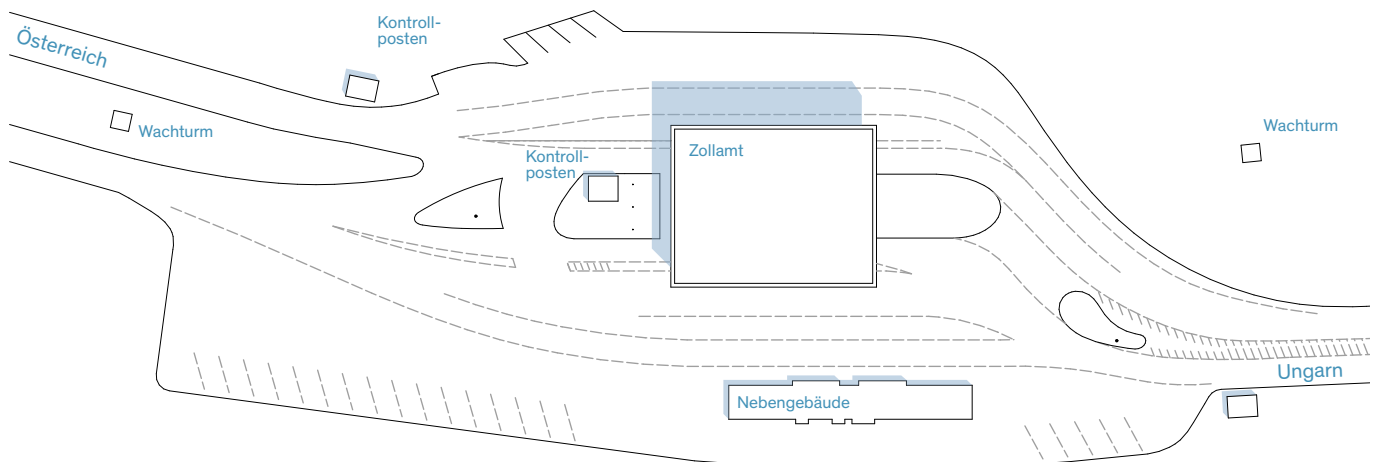 Österreich
Kontroll-
posten
Wachturm
Kontroll-
posten
Zollamt
Wachturm
Nebengebäude
Ungarn